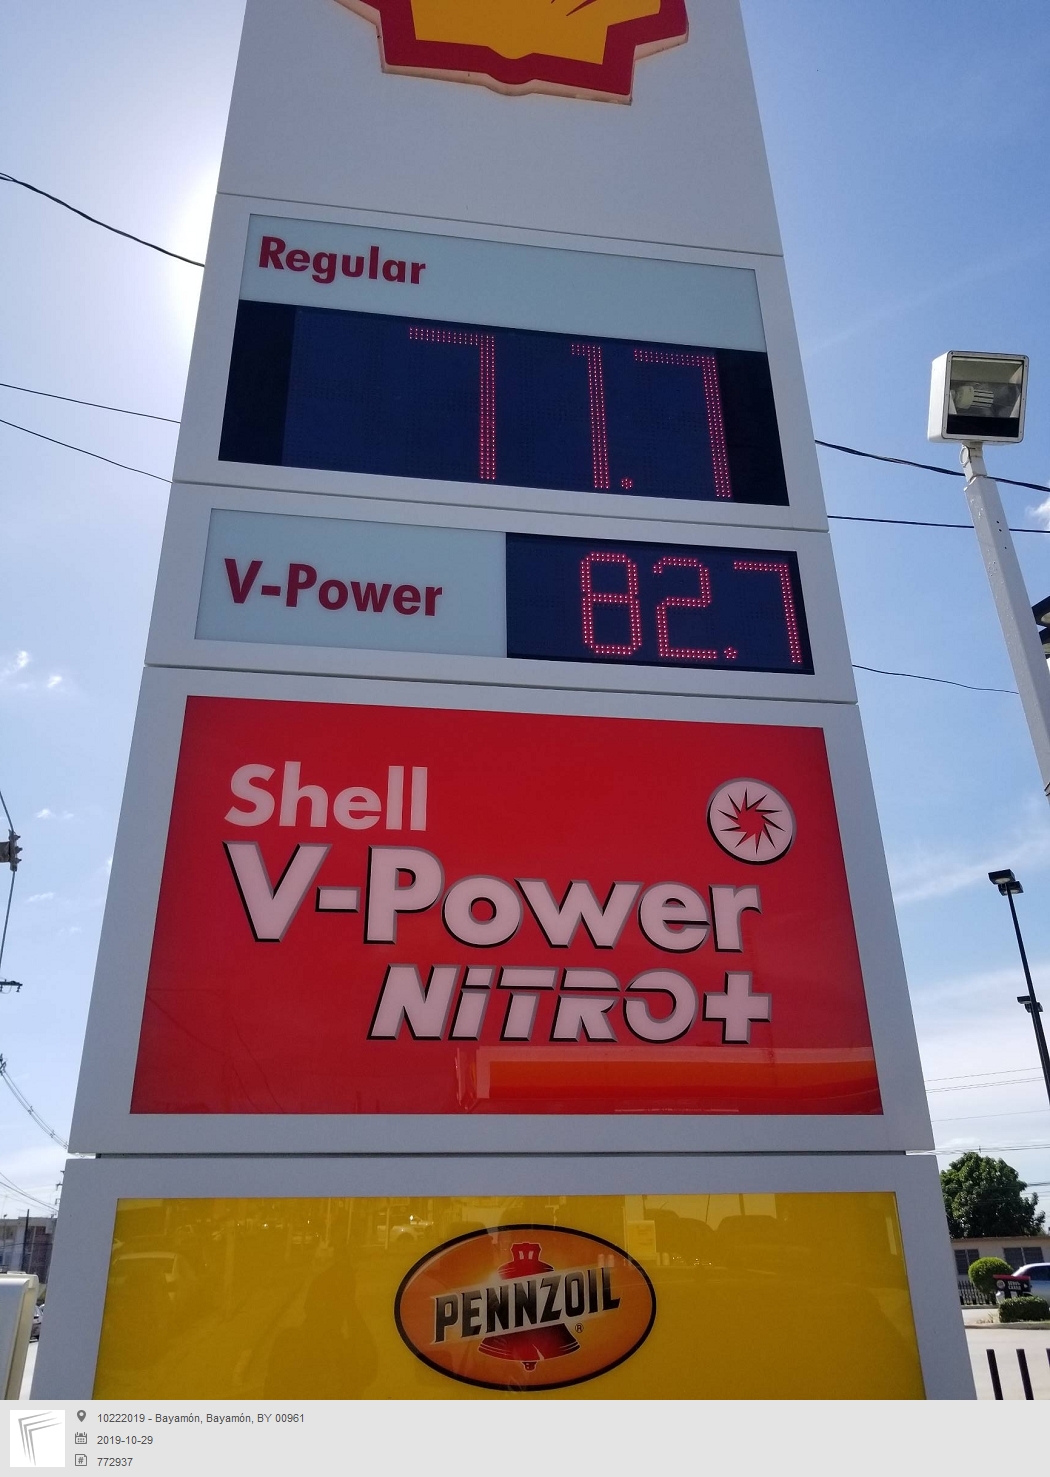 Regular
71.7
V-Power
82.7
Shell
V-Power
NiTRO+
PENNZOIL
®
10222019 - Bayamón, Bayamón, BY 00961
2019-10-29
772937